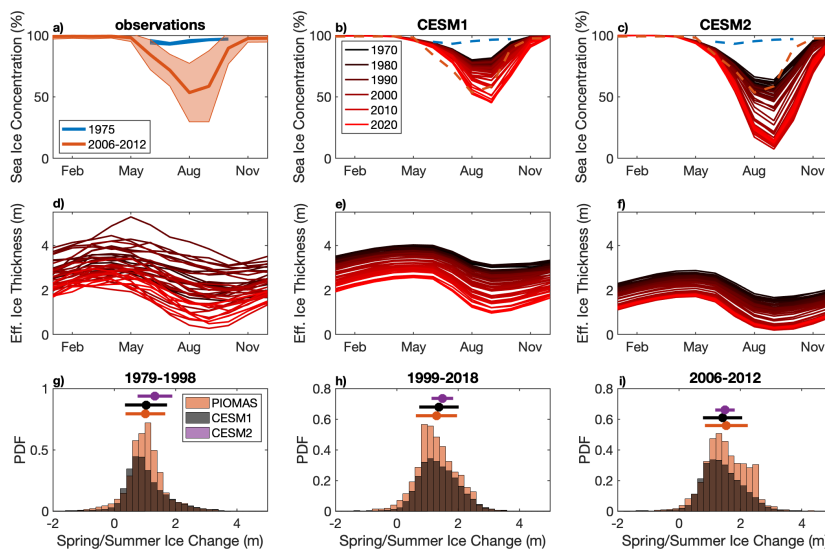 observations
CESM1
CESM2
a)
b)
c)
Sea Ice Concentration (%)
100
50
0
1975
2006-2012
Feb May Aug Nov
Sea Ice Concentration (%)
100
50
0
1970
1980
1990
2000
2010
2020
Feb May Aug Nov
Sea Ice Concentration (%)
100
50
0
Feb May Aug Nov
d)
Eff. Ice Thickness (m)
4
2
0
Feb May Aug Nov
e)
Eff. Ice Thickness (m)
4
2
0
Feb May Aug Nov
f)
Eff. Ice Thickness (m)
4
2
0
Feb May Aug Nov
1979-1998
g)
PDF
1
0.5
0
PIOMAS
CESM1
CESM2
-2 0 2 4
Spring/Summer Ice Change (m)
1999-2018
h)
PDF
0.8
0.6
0.4
0.2
0
-2 0 2 4
Spring/Summer Ice Change (m)
2006-2012
i)
PDF
0.8
0.6
0.4
0.2
0
-2 0 2 4
Spring/Summer Ice Change (m)